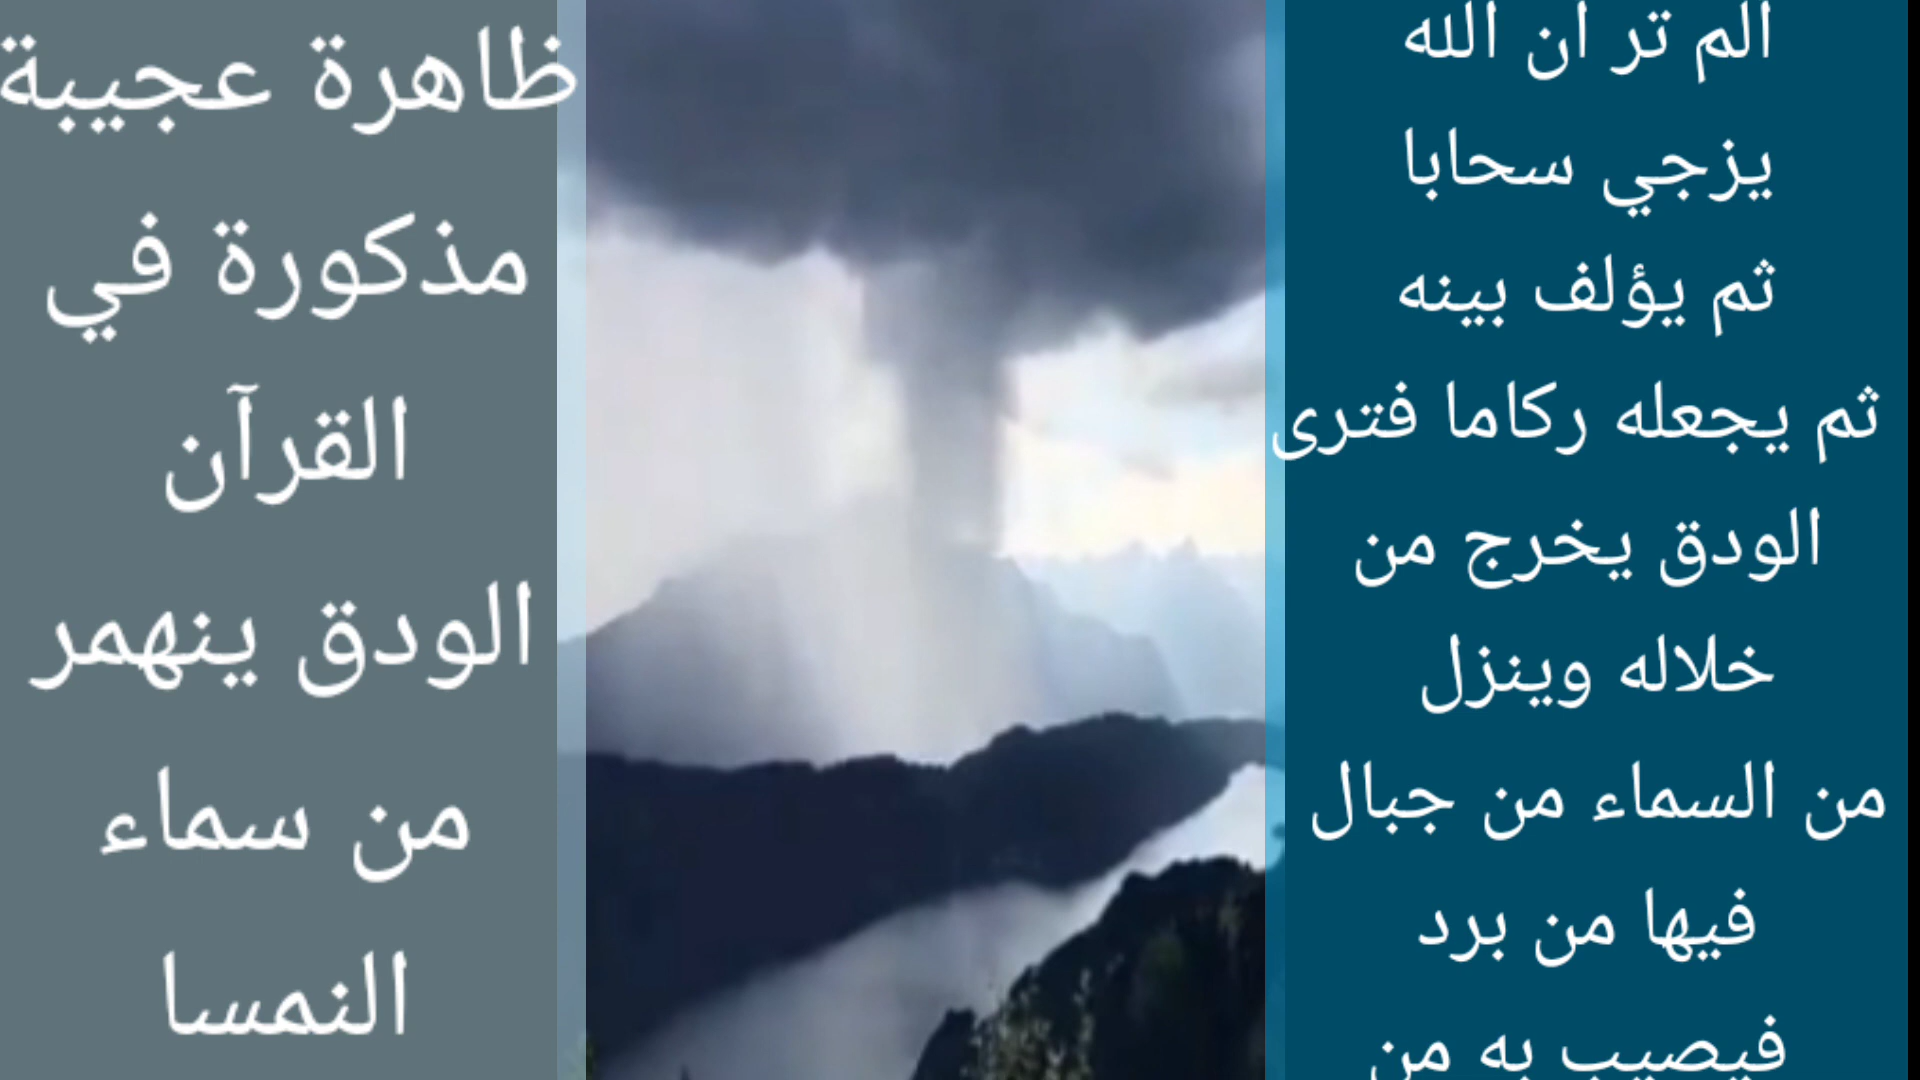 ظاهرة عجيبة
مذكورة في
القرآن
الودق ينهمر
من سماء
النمسا
الم تر ان الله
يزجي سحابا
ثم يؤلف بينه
ثم يجعله ركاما فترى
الودق يخرج من
خلاله وينزل
من السماء من جبال
فيها من برد
فيصيب به من